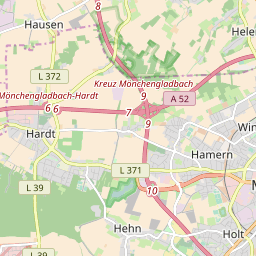 8
Hausen
Hele
L 372
Kreuz Mönchengladbach
9
A 52
Mönchengladbach-Hardt
6 6
7
9
Win
Hardt
Hamern
L 371
L 39
10
M
L 39
Hehn
Holt